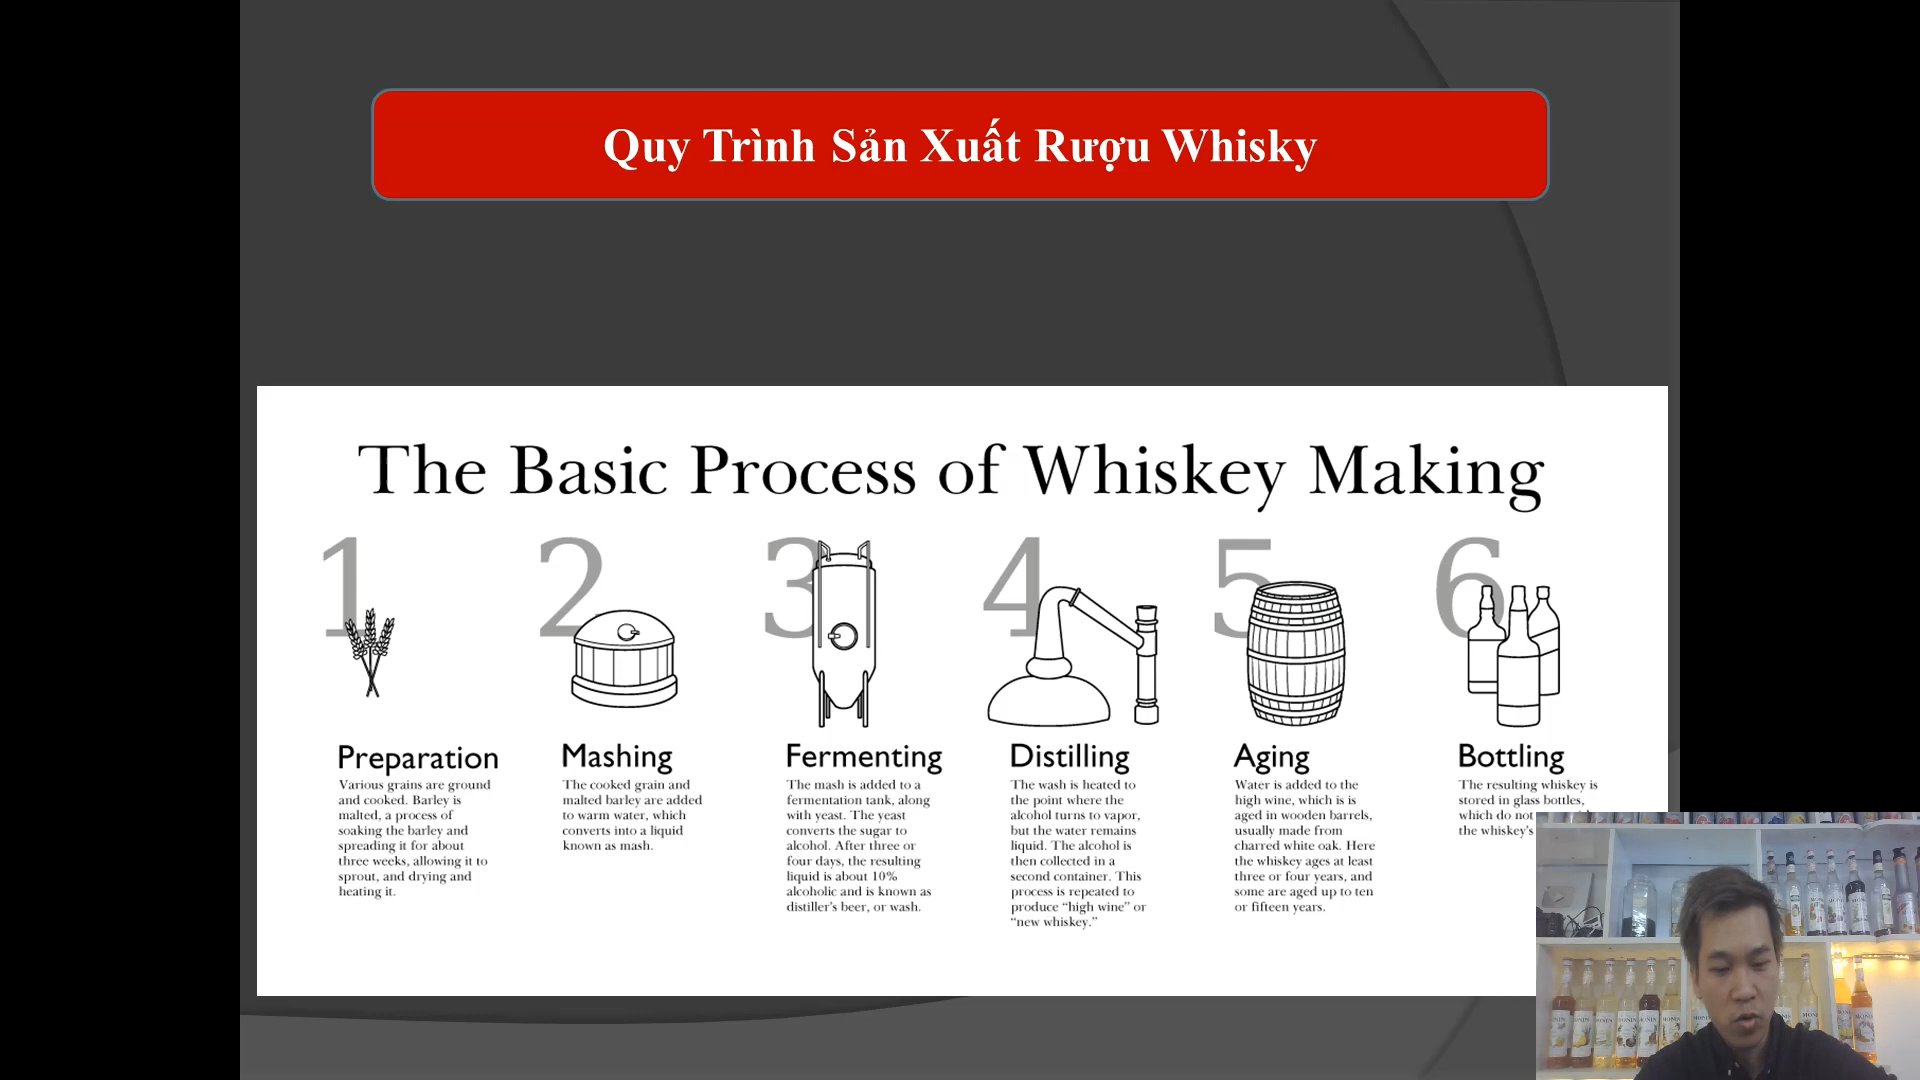 Quy Trình Sản Xuất Rượu Whisky
The Basic Process of Whiskey Making
1
2
3
4
5
6
Preparation
Various grains are ground
and cooked. Barley is
malted, a process of
soaking the barley and
spreading it for about
three weeks, allowing it to
sprout, and drying and
heating it.
Mashing
The cooked grain and
malted barley are added
to warm water, which
converts into a liquid
known as mash.
Fermenting
The mash is added to a
fermentation tank, along
with yeast. The yeast
converts the sugar to
alcohol. After three or
four days, the resulting
liquid is about 10%
alcoholic and is known as
distiller's beer, or wash.
Distilling
The wash is heated to
the point where the
alcohol turns to vapor,
but the water remains
liquid. The alcohol is
then collected in a
second container. This
process is repeated to
produce “high wine” or
“new whiskey.”
Aging
Water is added to the
high wine, which is is
aged in wooden barrels,
usually made from
charred white oak. Here
the whiskey ages at least
three or four years, and
some are aged up to ten
or fifteen years.
Bottling
The resulting whiskey is
stored in glass bottles,
which do not
the whiskey's